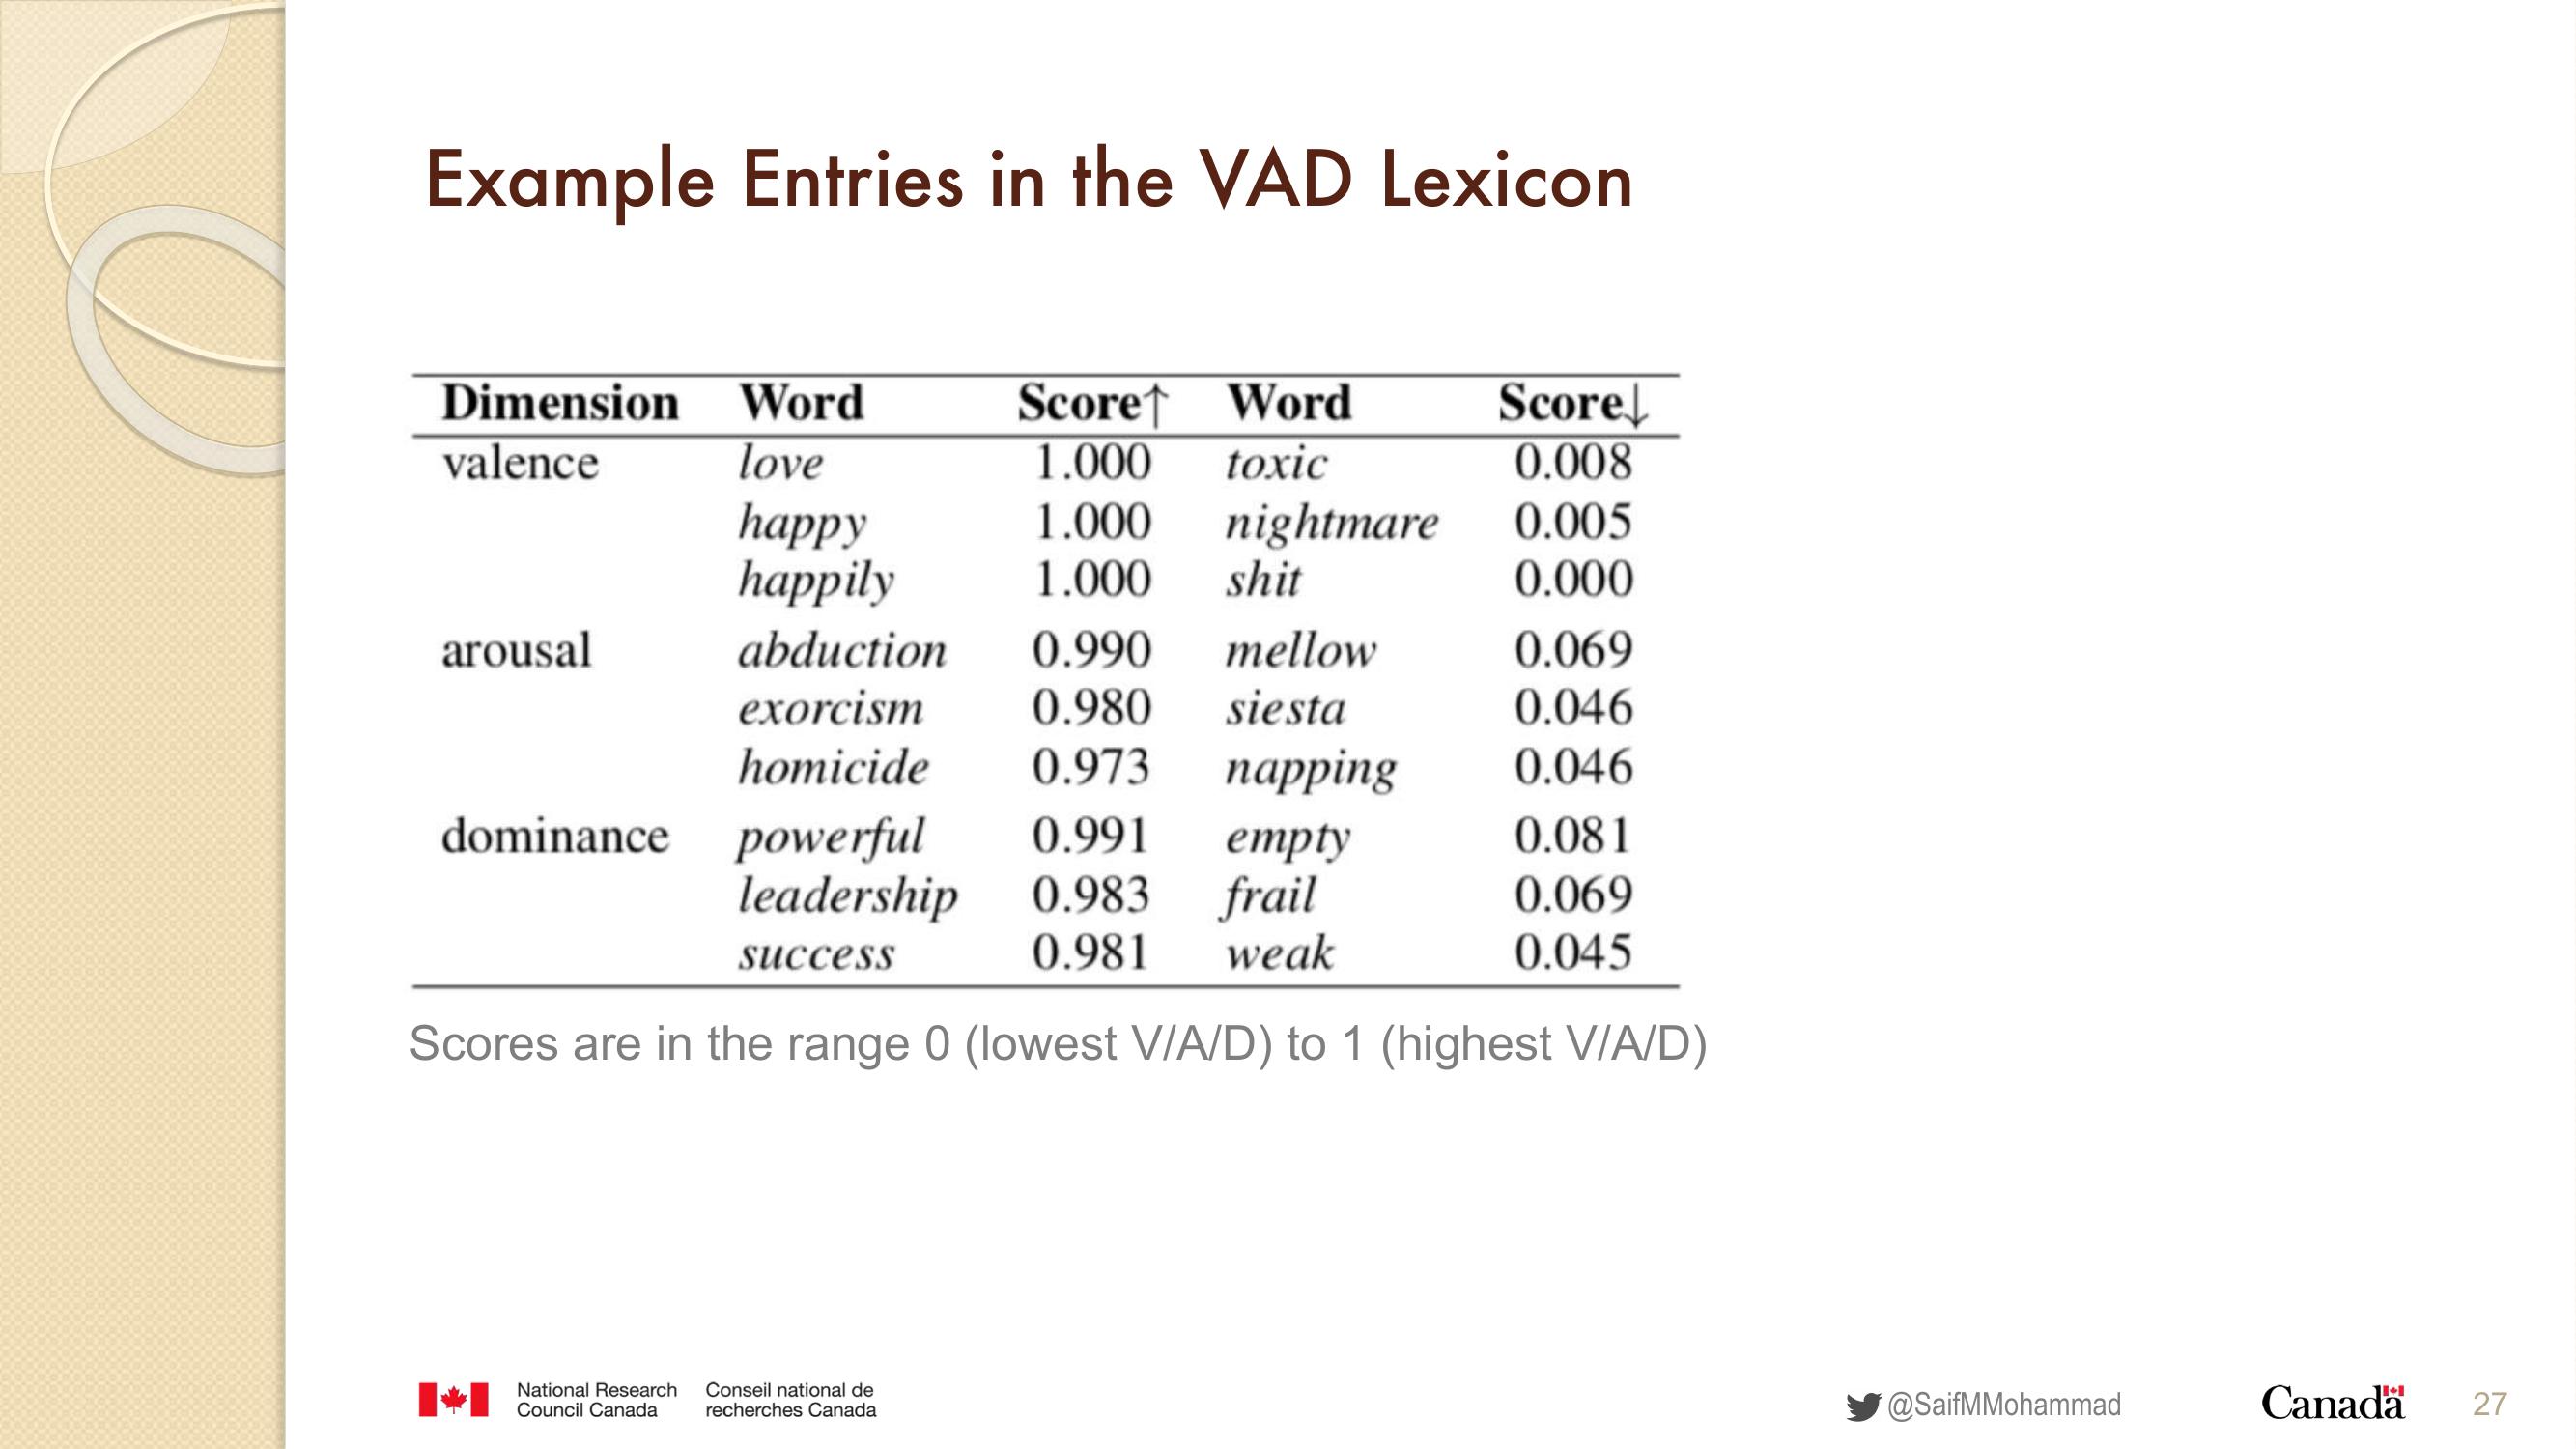 Example Entries in the VAD Lexicon
Dimension Word Score↑ Word Score↓
valence love 1.000 toxic 0.008
happy 1.000 nightmare 0.005
happily 1.000 shit 0.000
arousal abduction 0.990 mellow 0.069
exorcism 0.980 siesta 0.046
homicide 0.973 napping 0.046
dominance powerful 0.991 empty 0.081
leadership 0.983 frail 0.069
success 0.981 weak 0.045
Scores are in the range 0 (lowest V/A/D) to 1 (highest V/A/D)
National Research
Council Canada
Conseil national de
recherches Canada
@SaifMMohammad
Canada
27